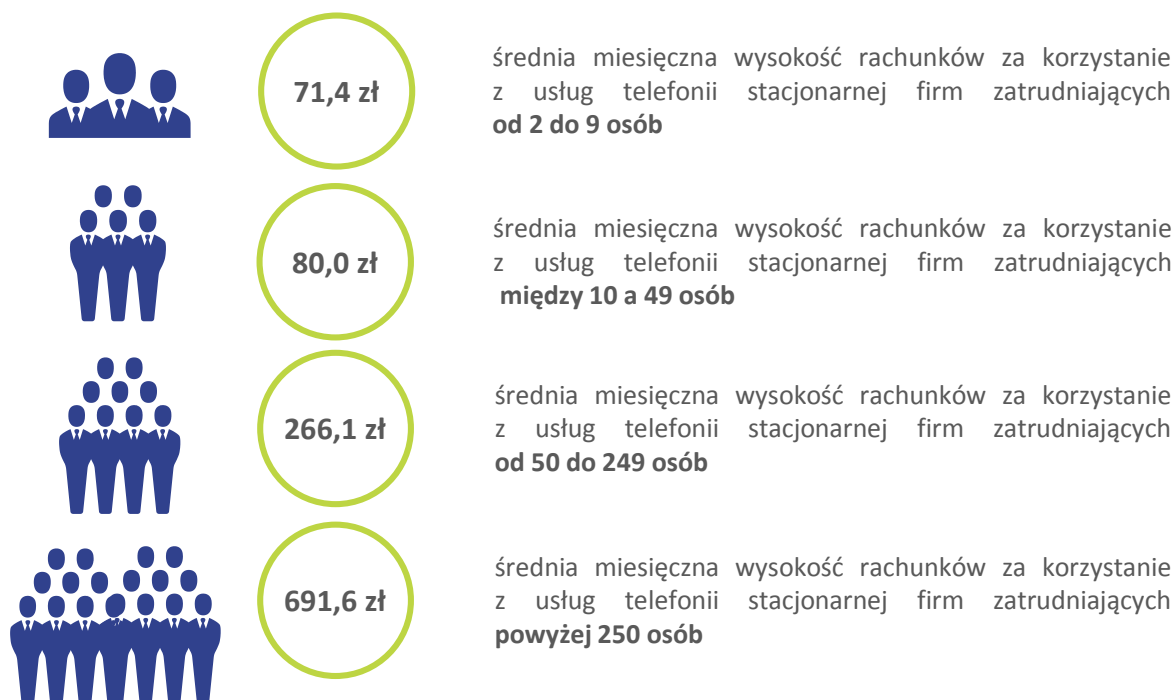 71,4 zł
średnia miesięczna wysokość rachunków za korzystanie
z usług telefonii stacjonarnej firm zatrudniających
od 2 do 9 osób
80,0 zł
średnia miesięczna wysokość rachunków za korzystanie
z usług telefonii stacjonarnej firm zatrudniających
między 10 a 49 osób
266,1 zł
średnia miesięczna wysokość rachunków za korzystanie
z usług telefonii stacjonarnej firm zatrudniających
od 50 do 249 osób
691,6 zł
średnia miesięczna wysokość rachunków za korzystanie
z usług telefonii stacjonarnej firm zatrudniających
powyżej 250 osób